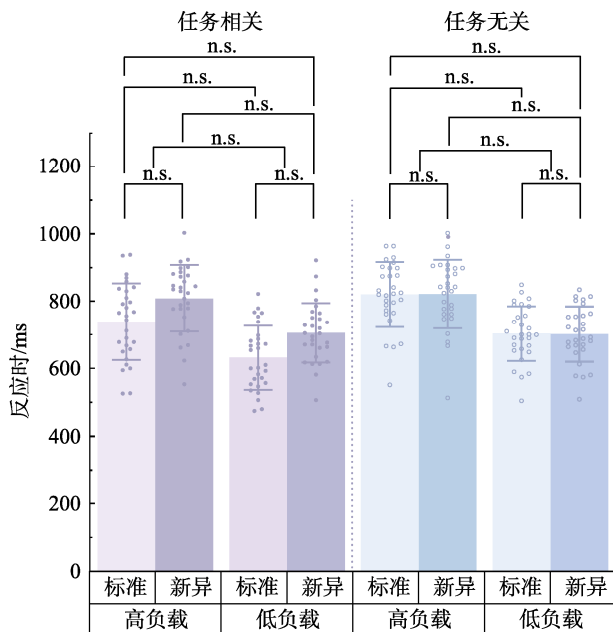 任务相关 任务无关
n.s. n.s.
n.s. n.s.
n.s. n.s.
n.s. n.s.
n.s. n.s. n.s. n.s.
反应时/ms
1200
1000
800
600
400
200
0
标准 新异 标准 新异 标准 新异 标准 新异
高负载 低负载 高负载 低负载